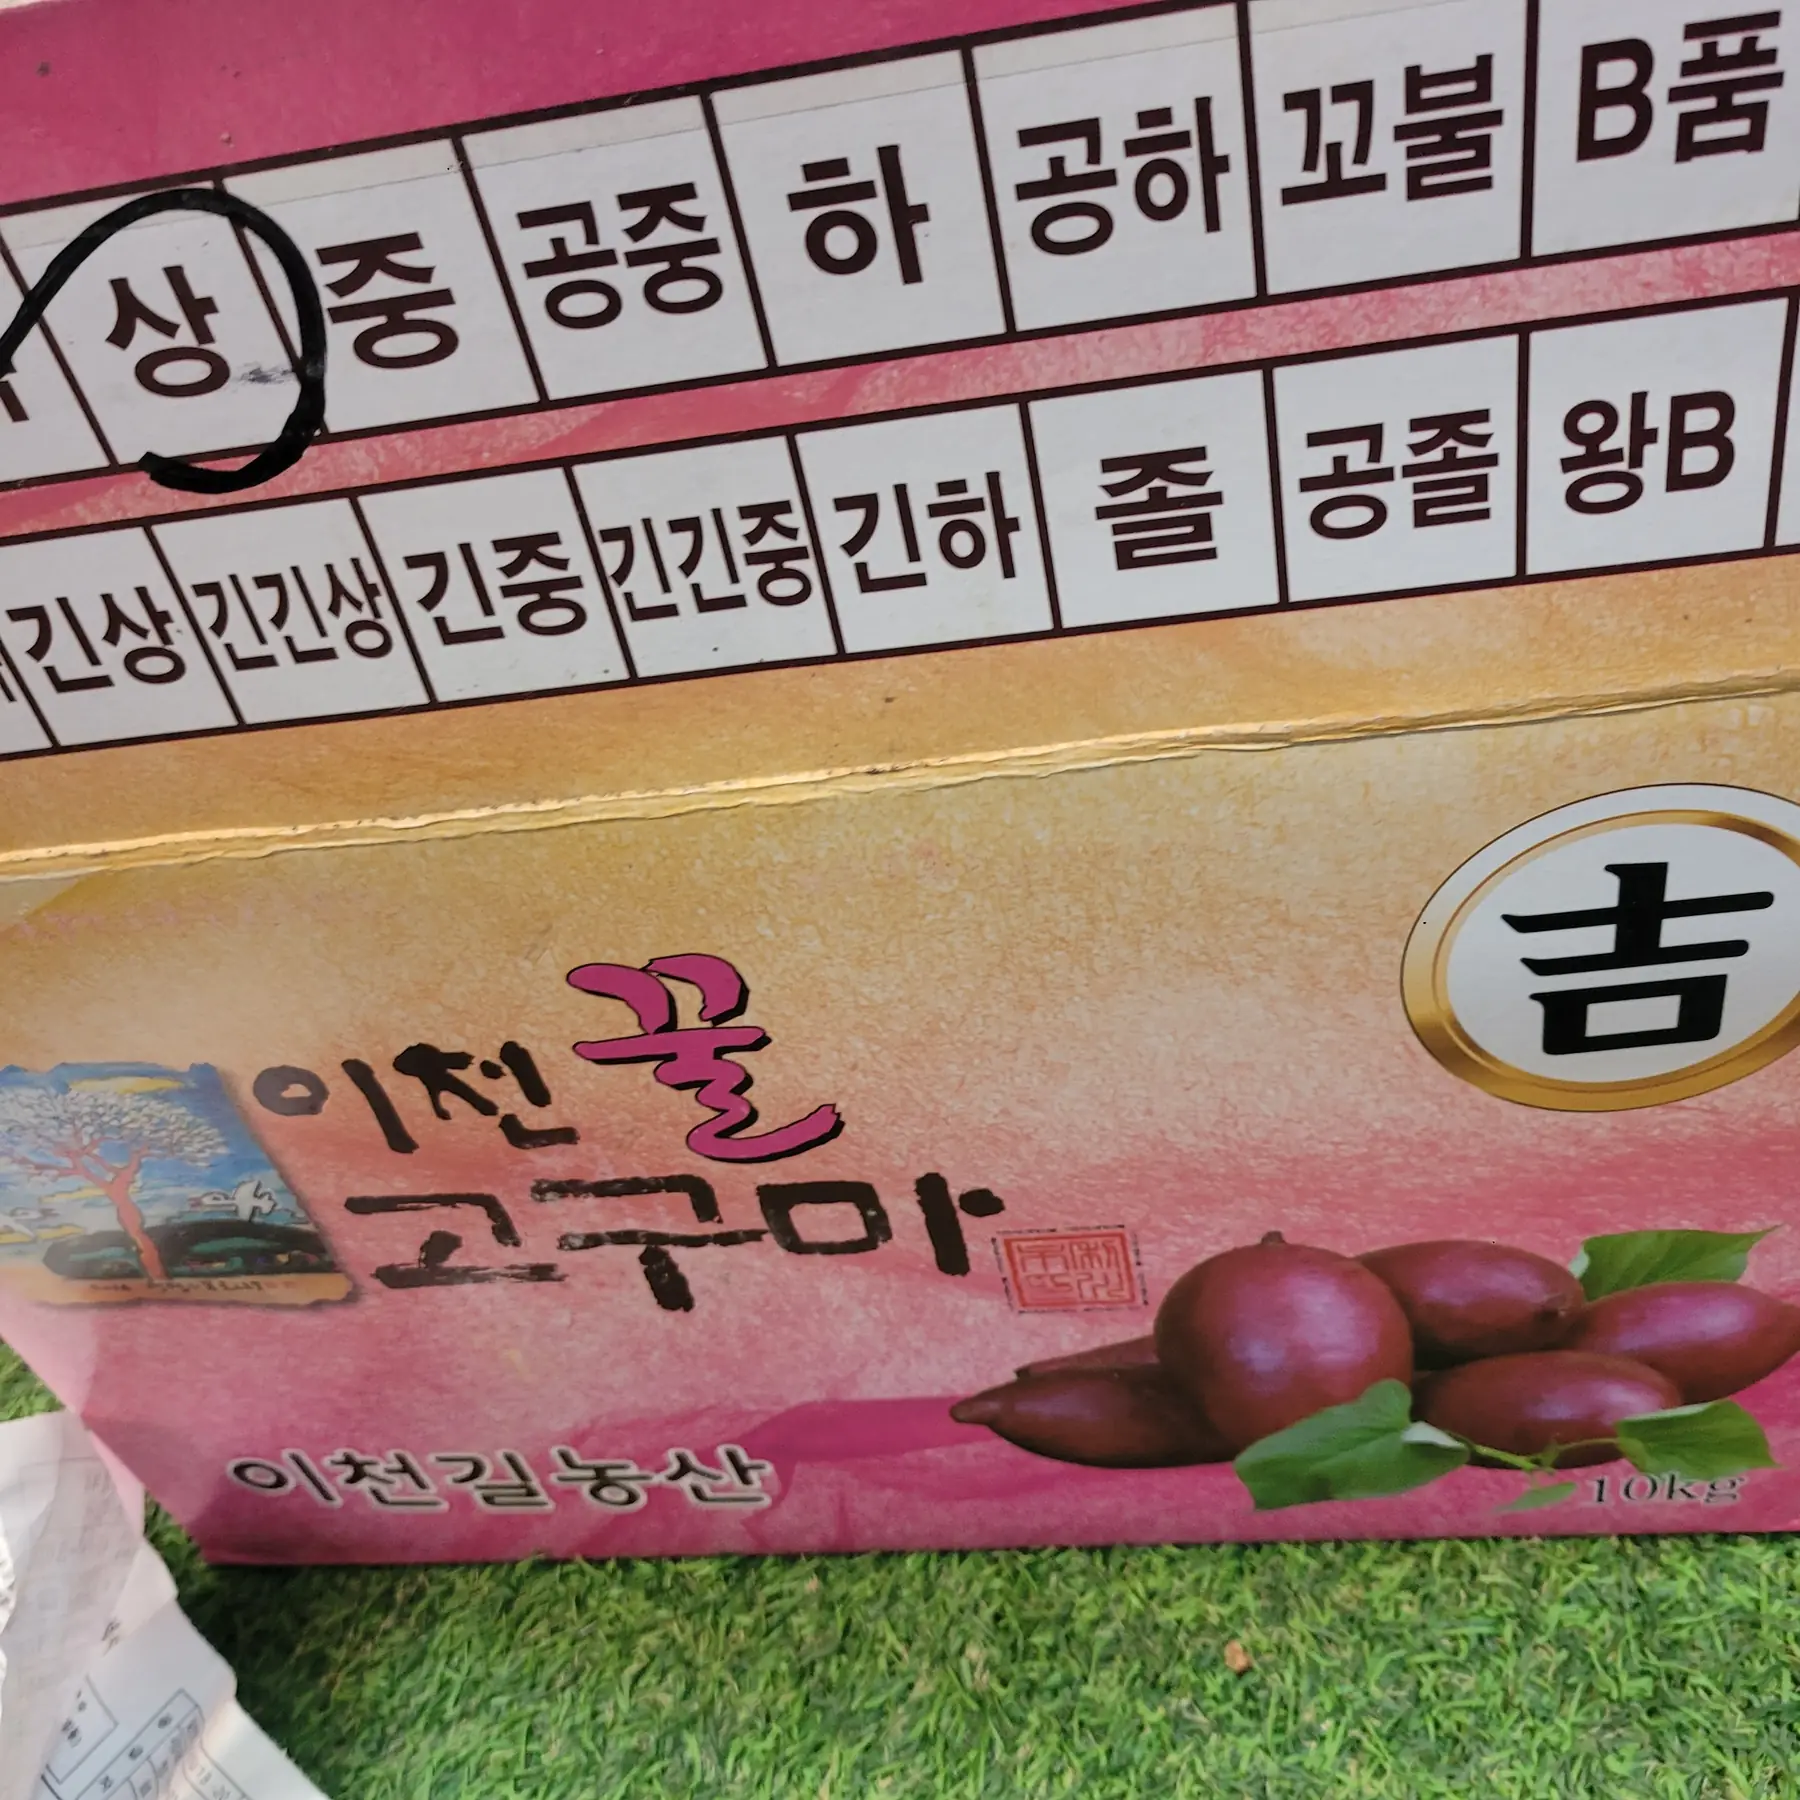 상 중 공중 하 공하 꼬불 B품
긴상 긴긴상 긴중 긴긴중 긴하 졸 공졸 왕B
吉
이천 꿀
고구마
이천길농산
10kg